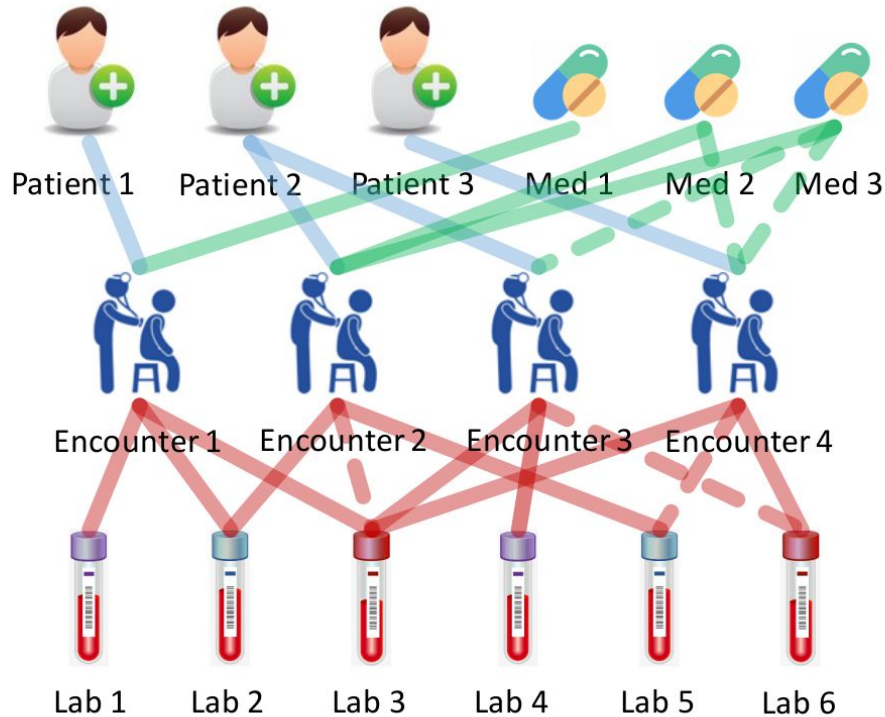 Patient 1 Patient 2 Patient 3 Med 1 Med 2 Med 3
Encounter 1 Encounter 2 Encounter 3 Encounter 4
Lab 1 Lab 2 Lab 3 Lab 4 Lab 5 Lab 6